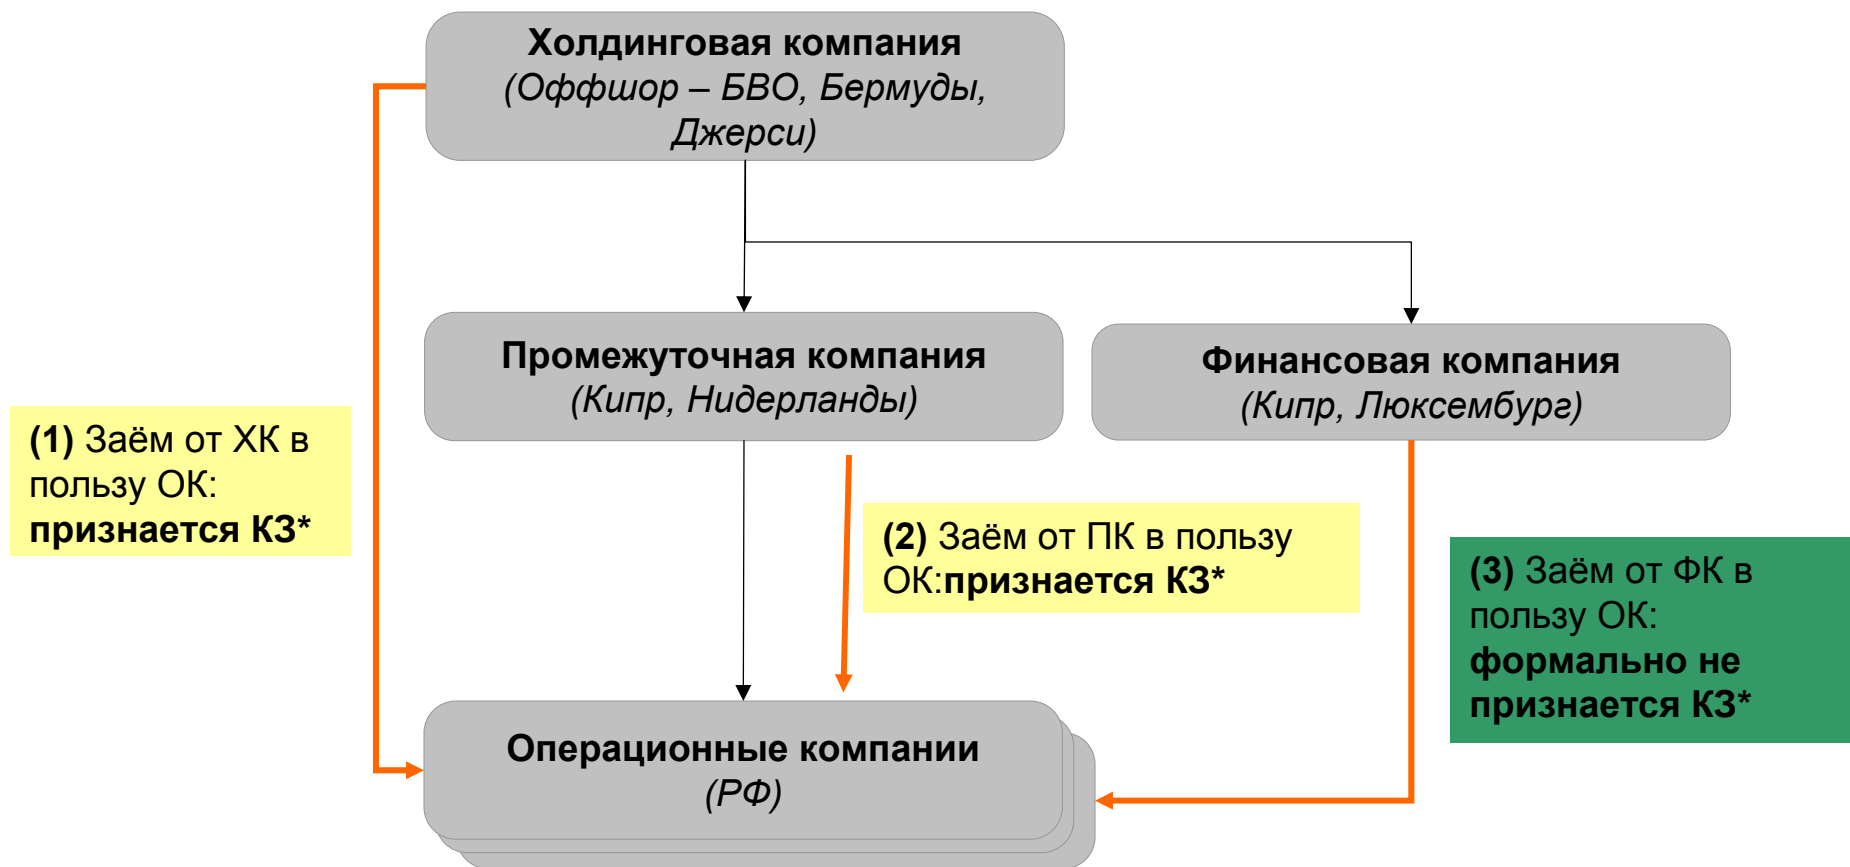 Холдинговая компания
(Оффшор – БВО, Бермуды,
Джерси)
Промежуточная компания
(Кипр, Нидерланды)
Финансовая компания
(Кипр, Люксембург)
(1) Заём от ХК в
пользу ОК:
признается КЗ*
(2) Заём от ПК в пользу
ОК:признается КЗ*
(3) Заём от ФК в
пользу ОК:
формально не
признается КЗ*
Операционные компании
(РФ)